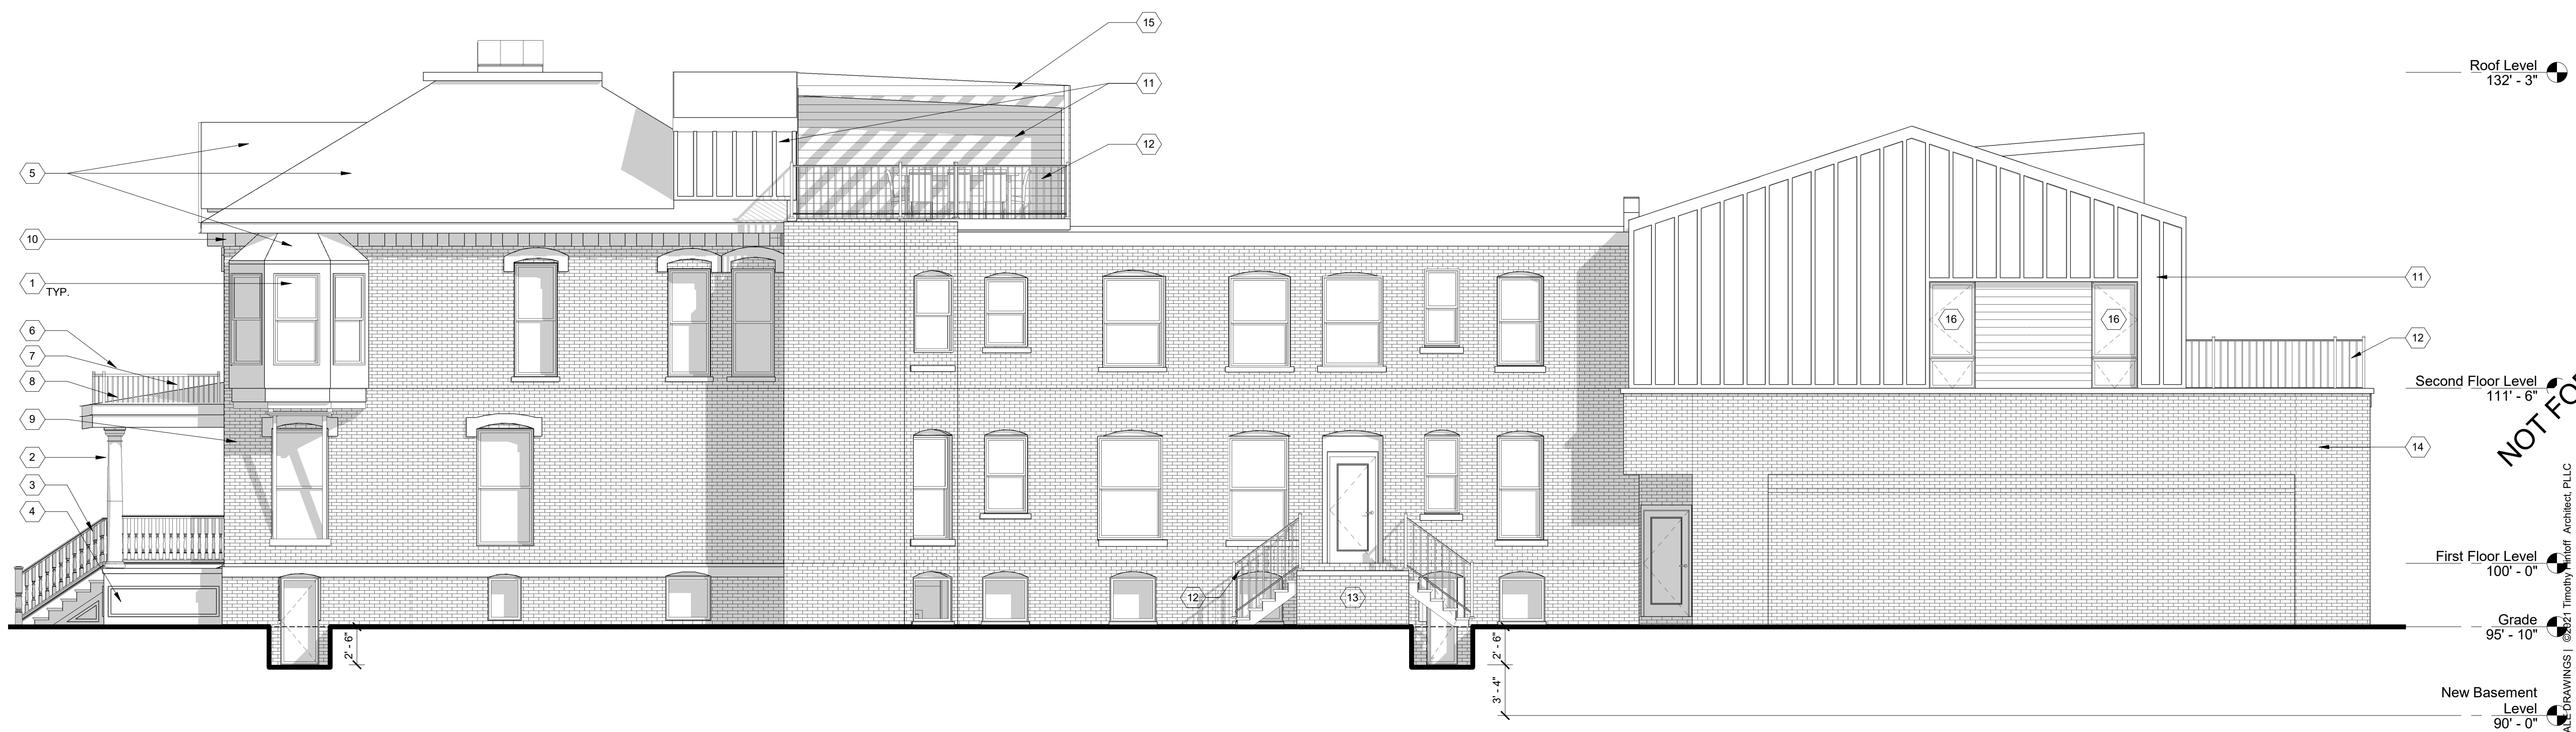 15
Roof Level
132' - 3"
11
12
5
10
1
TYP.
11
16
16
6
7
12
8
Second Floor Level
111' - 6"
9
14
2
3
4
First Floor Level
100' - 0"
12
13
Grade
95' - 10"
2' - 6"
2' - 6"
3' - 4"
New Basement
Level
90' - 0"
NOT FO
ALL DRAWINGS | ©2021 Timothy Architect, PLLC